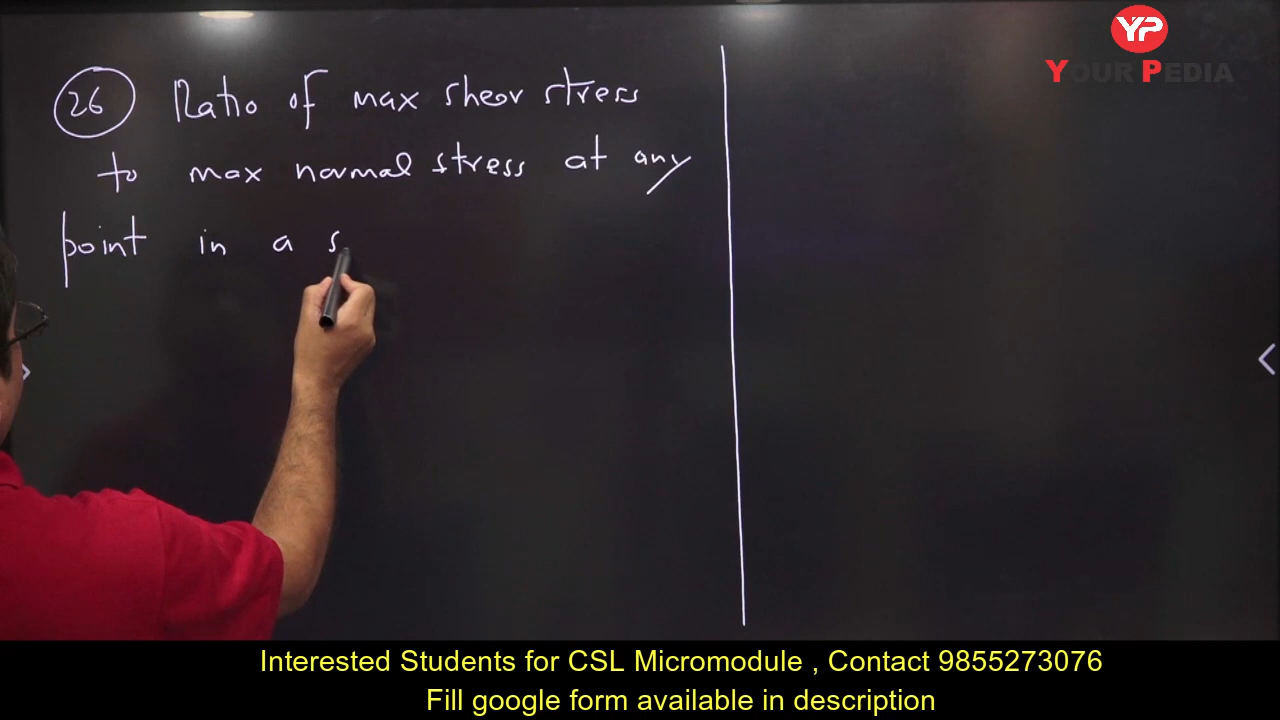 YP
YOUR PEDIA
26 Ratio of max shear stress
to max normal stress at any
point in a s
Interested Students for CSL Micromodule , Contact 9855273076
Fill google form available in description